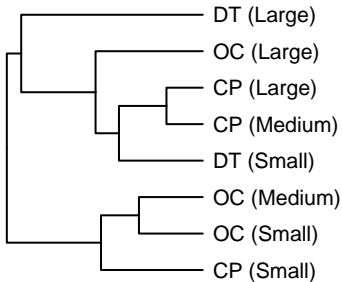 DT (Large)
OC (Large)
CP (Large)
CP (Medium)
DT (Small)
OC (Medium)
OC (Small)
CP (Small)